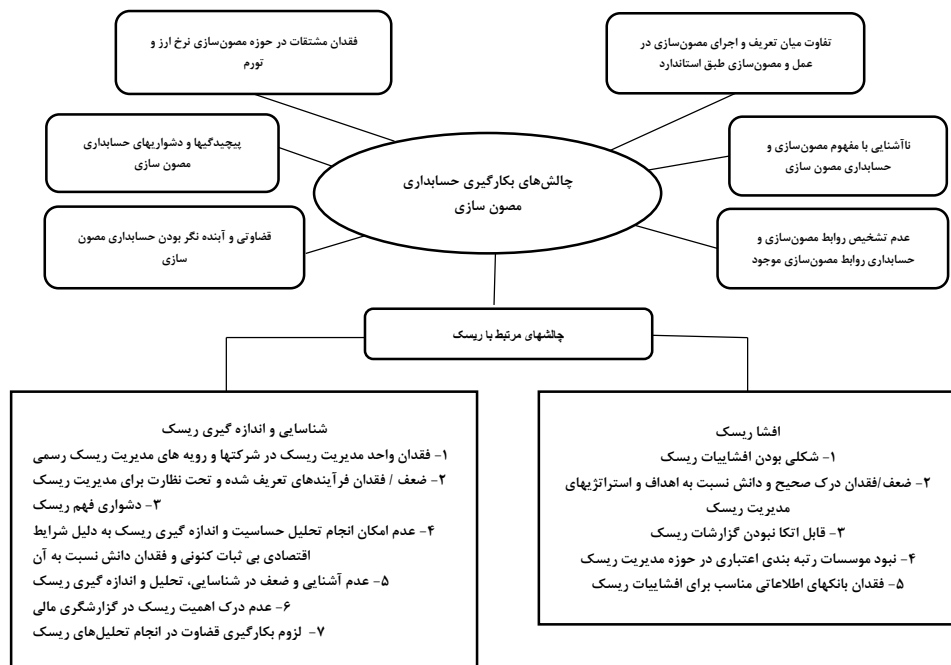 تفاوت میان تعریف و اجرای مصون‌سازی در
عمل و مصون‌سازی طبق استاندارد
فقدان مشتقات در حوزه مصون‌سازی نرخ ارز و
تورم
ناآشنایی با مفهوم مصون‌سازی و
حسابداری مصون سازی
پیچیدگیها و دشواریهای حسابداری
مصون سازی
چالش‌های بکارگیری حسابداری
مصون سازی
عدم تشخیص روابط مصون‌سازی و
حسابداری روابط مصون‌سازی موجود
قضاوتی و آینده نگر بودن حسابداری مصون
سازی
چالشهای مرتبط با ریسک
افشا ریسک
۱- شکلی بودن افشاییات ریسک
۲- ضعف/فقدان درک صحیح و دانش نسبت به اهداف و استراتژیهای
مدیریت ریسک
۳- قابل اتکا نبودن گزارشات ریسک
۴- نبود موسسات رتبه بندی اعتباری در حوزه مدیریت ریسک
۵- فقدان بانکهای اطلاعاتی مناسب برای افشاییات ریسک
شناسایی و اندازه گیری ریسک
۱- فقدان واحد مدیریت ریسک در شرکتها و رویه های مدیریت ریسک رسمی
۲- ضعف / فقدان فرآیندهای تعریف شده و تحت نظارت برای مدیریت ریسک
۳- دشواری فهم ریسک
۴- عدم امکان انجام تحلیل حساسیت و اندازه گیری ریسک به دلیل شرایط
اقتصادی بی ثبات کنونی و فقدان دانش نسبت به آن
۵- عدم آشنایی و ضعف در شناسایی، تحلیل و اندازه گیری ریسک
۶- عدم درک اهمیت ریسک در گزارشگری مالی
۷- لزوم بکارگیری قضاوت در انجام تحلیل‌های ریسک